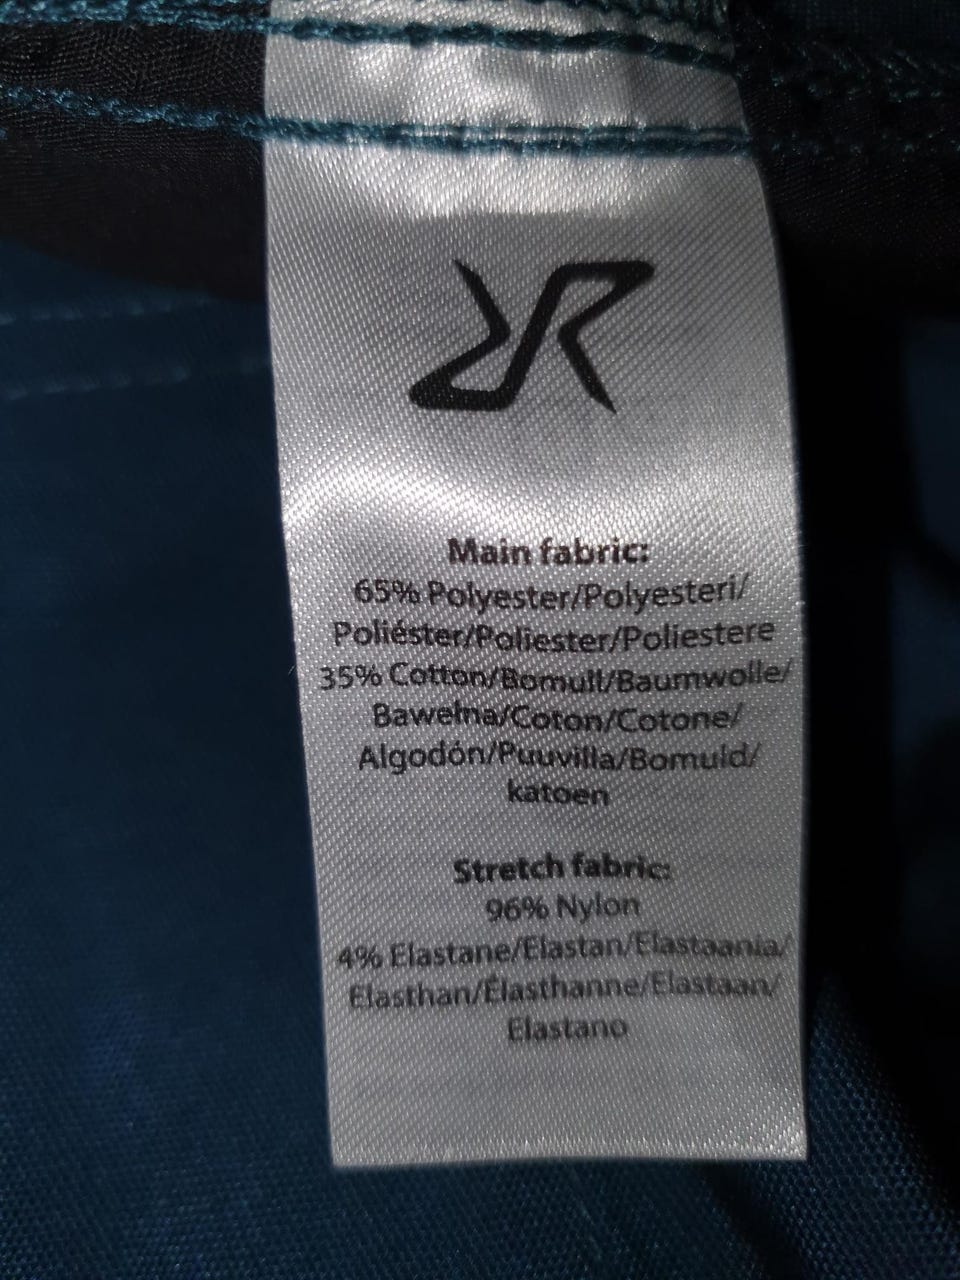 Main fabric:
65% Polyester/Polyesteri/
Poliéster/Poliester/Poliestere
35% Cotton/Bomull/Baumwolle/
Bawełna/Coton/Cotone/
Algodón/Puuvilla/Bomuld/
katoen
Stretch fabric:
96% Nylon
4% Elastane/Elastan/Elastaania/
Elasthan/Élasthanne/Elastaan/
Elastano